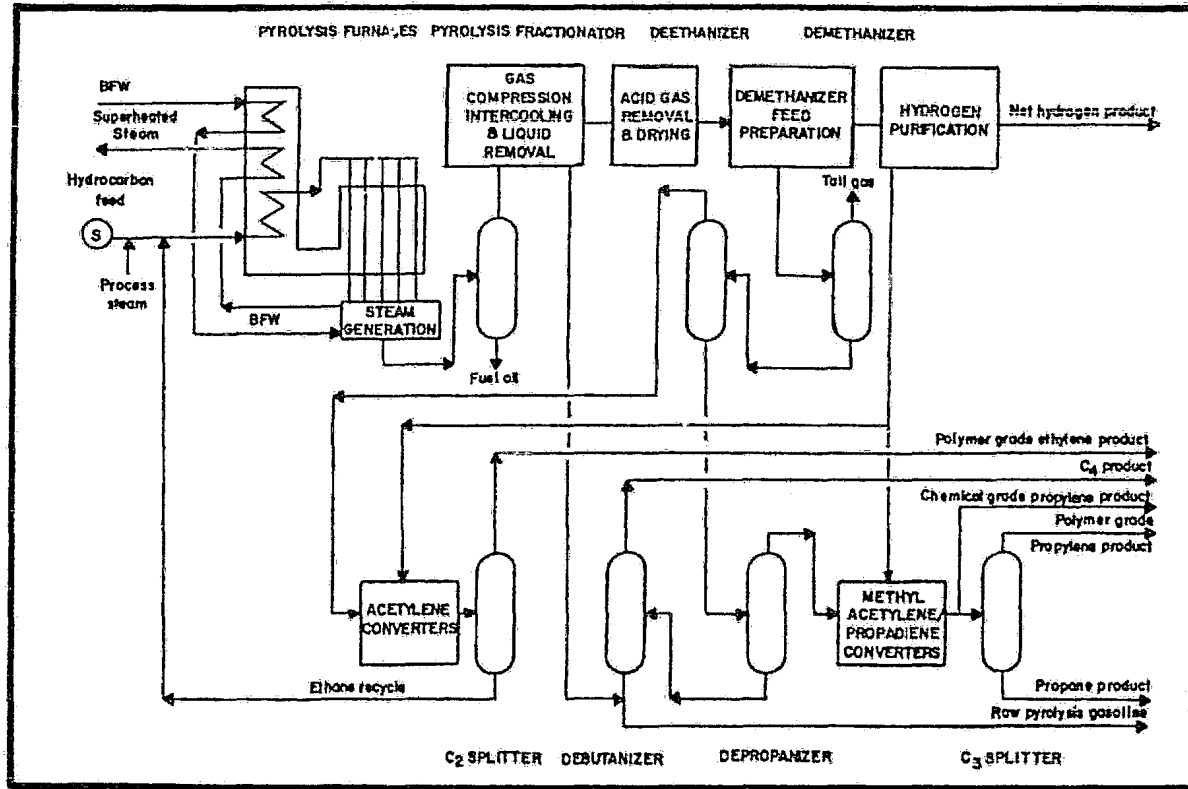 PYROLYSIS FURNACES PYROLYSIS FRACTIONATOR DEETHANIZER DEMETHANIZER
BFW
Superheated
Steam
Hydrocarbon
feed
S
Process
steam
BFW
STEAM
GENERATION
GAS
COMPRESSION
INTERCOOLING
& LIQUID
REMOVAL
ACID GAS
REMOVAL
& DRYING
DEMETHANIZER
FEED
PREPARATION
HYDROGEN
PURIFICATION
Net hydrogen product
Tail gas
Fuel oil
Polymer grade ethylene product
C4 product
Chemical grade propylene product
Polymer grade
Propylene product
ACETYLENE
CONVERTERS
METHYL
ACETYLENE/
PROPADIENE
CONVERTERS
Ethane recycle
Propane product
Raw pyrolysis gasoline
C2 SPLITTER DEBUTANIZER DEPROPANIZER C3 SPLITTER